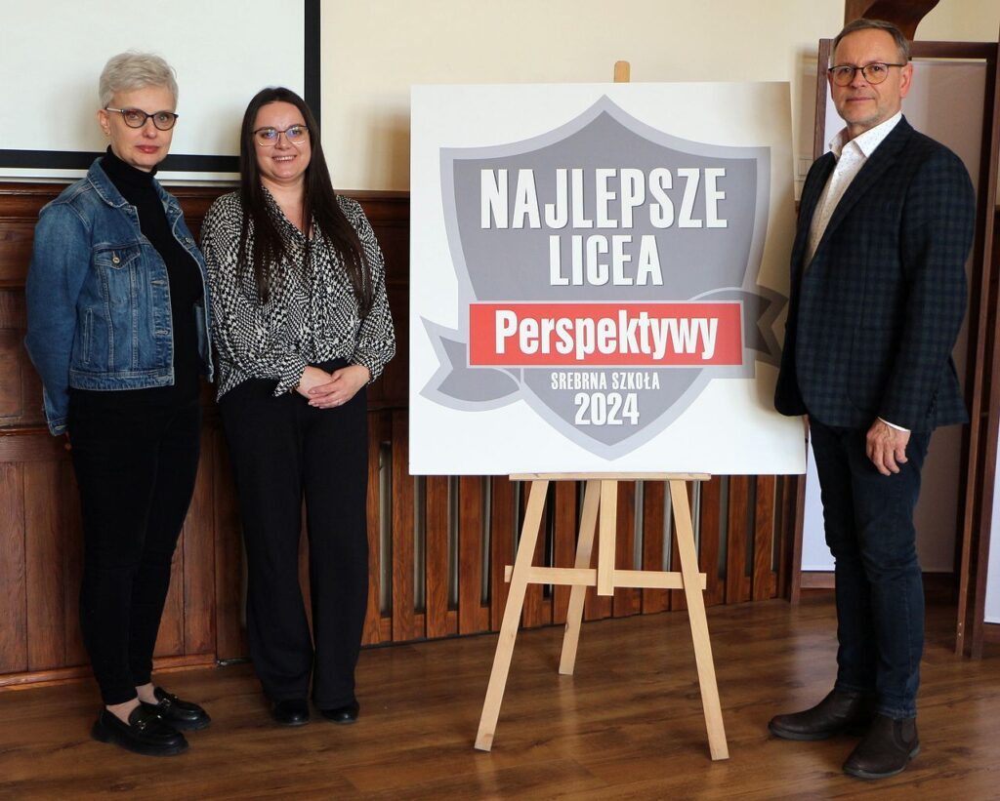 NAJLEPSZE
LICEA
Perspektywy
SREBRNA SZKOŁA
2024